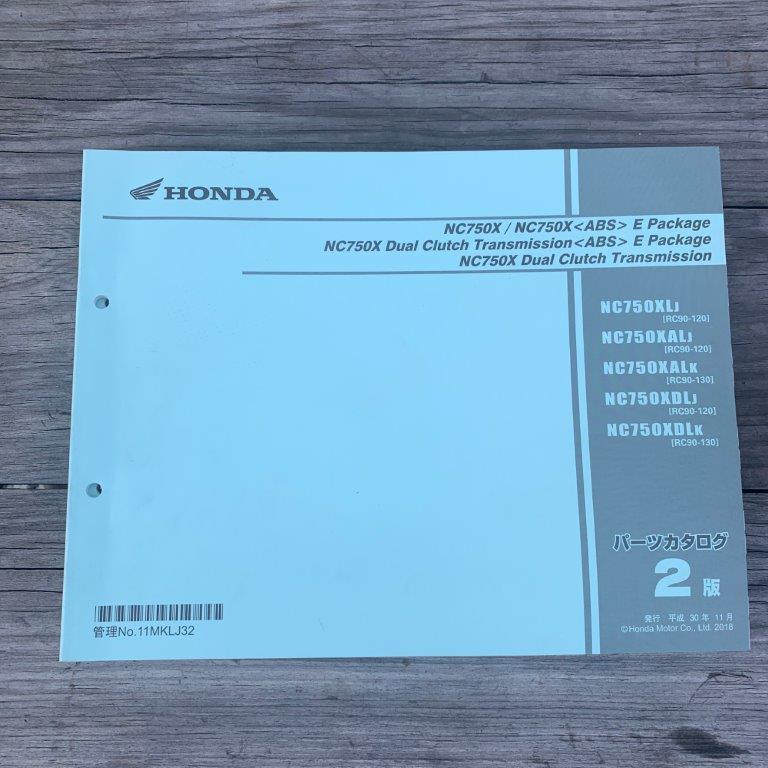 HONDA
NC750X / NC750X<ABS> E Package
NC750X Dual Clutch Transmission<ABS> E Package
NC750X Dual Clutch Transmission
NC750XLJ
[RC90-120]
NC750XALJ
[RC90-120]
NC750XALK
[RC90-130]
NC750XDLJ
[RC90-120]
NC750XDLK
[RC90-130]
パーツカタログ
2版
発行 平成 30年 11月
©Honda Motor Co., Ltd. 2018
管理No.11MKLJ32